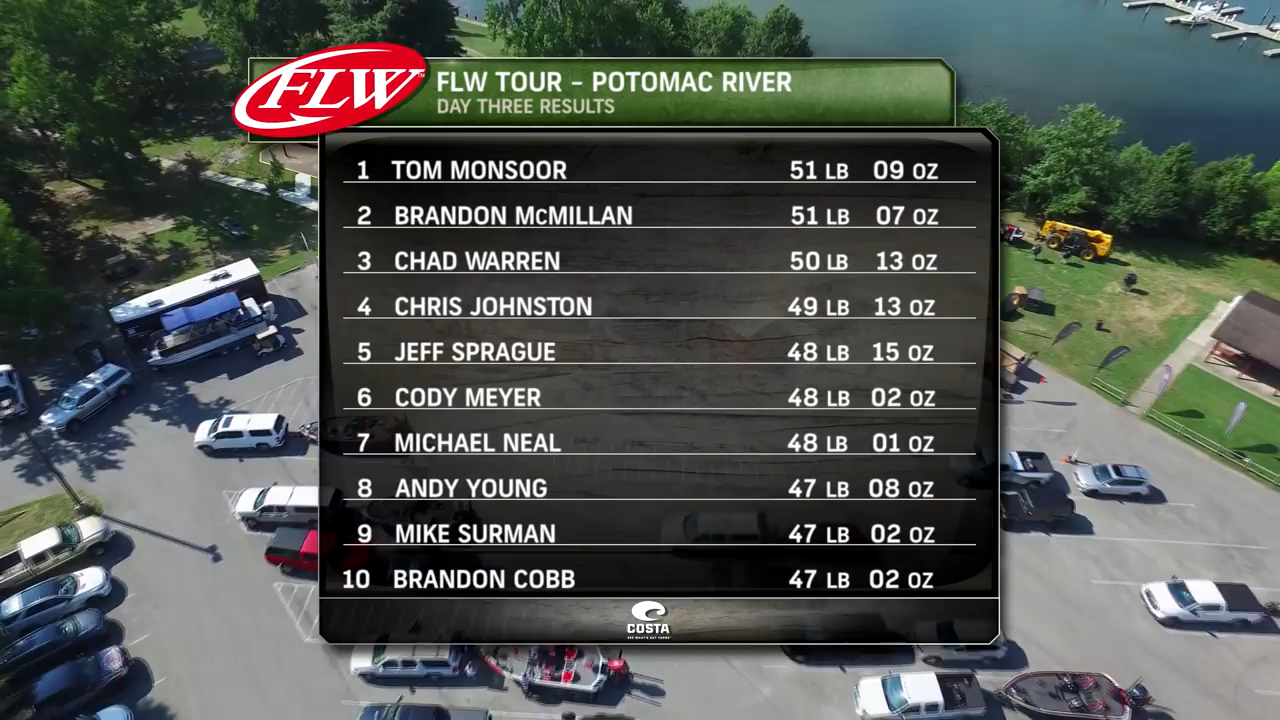 FLW
FLW TOUR – POTOMAC RIVER
DAY THREE RESULTS
1 TOM MONSOOR 51 LB 09 OZ
2 BRANDON McMILLAN 51 LB 07 OZ
3 CHAD WARREN 50 LB 13 OZ
4 CHRIS JOHNSTON 49 LB 13 OZ
5 JEFF SPRAGUE 48 LB 15 OZ
6 CODY MEYER 48 LB 02 OZ
7 MICHAEL NEAL 48 LB 01 OZ
8 ANDY YOUNG 47 LB 08 OZ
9 MIKE SURMAN 47 LB 02 OZ
10 BRANDON COBB 47 LB 02 OZ
COSTA